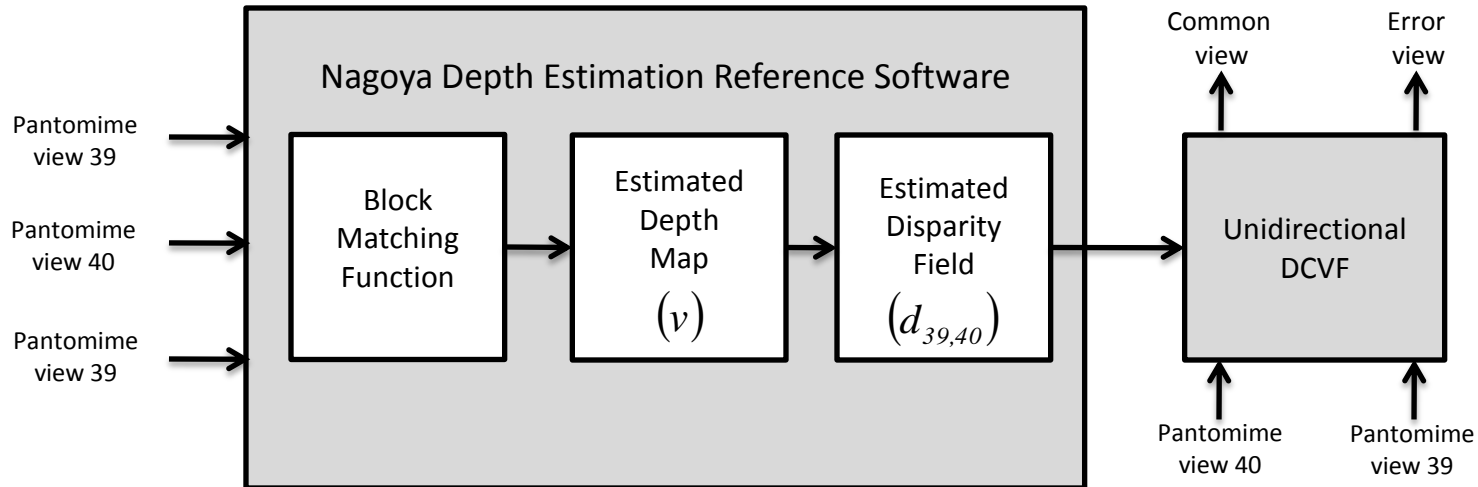 Nagoya Depth Estimation Reference Software
Pantomime
view 39
Pantomime
view 40
Pantomime
view 39
Block
Matching
Function
Estimated
Depth
Map
(v)
Estimated
Disparity
Field
(d39,40)
Common
view
Error
view
Unidirectional
DCVF
Pantomime
view 40
Pantomime
view 39